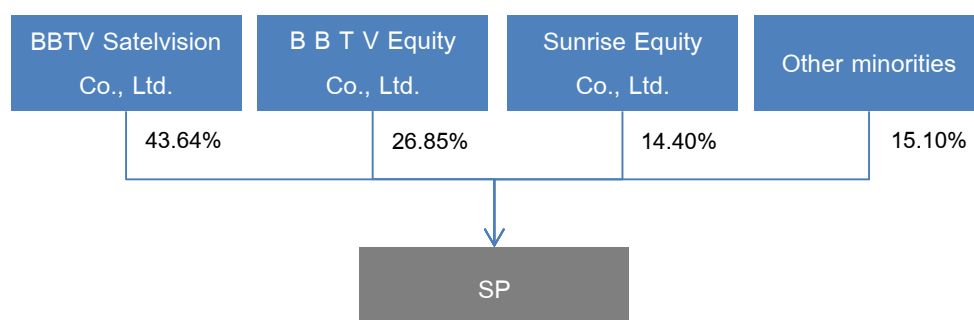 BBTV Satelvision
Co., Ltd.
B B T V Equity
Co., Ltd.
Sunrise Equity
Co., Ltd.
Other minorities
43.64%
26.85%
14.40%
15.10%
SP